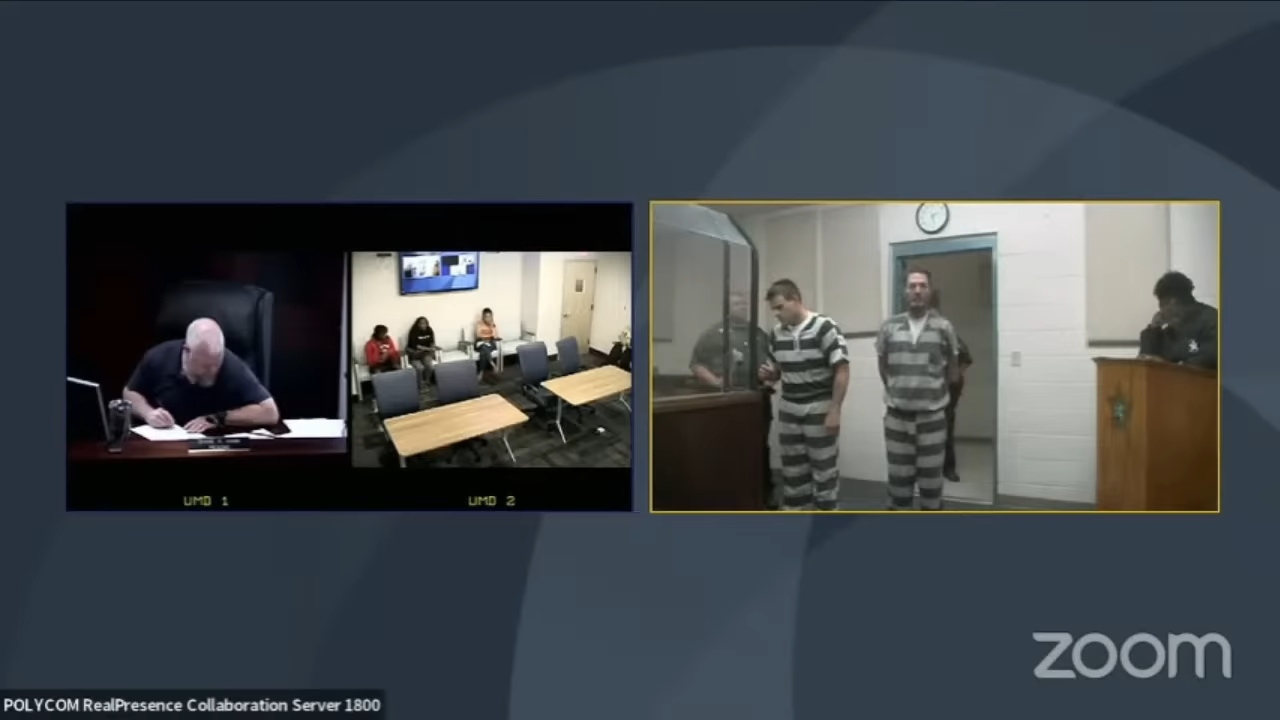 UMD 1
UMD 2
zoom
POLYCOM RealPresence Collaboration Server 1800